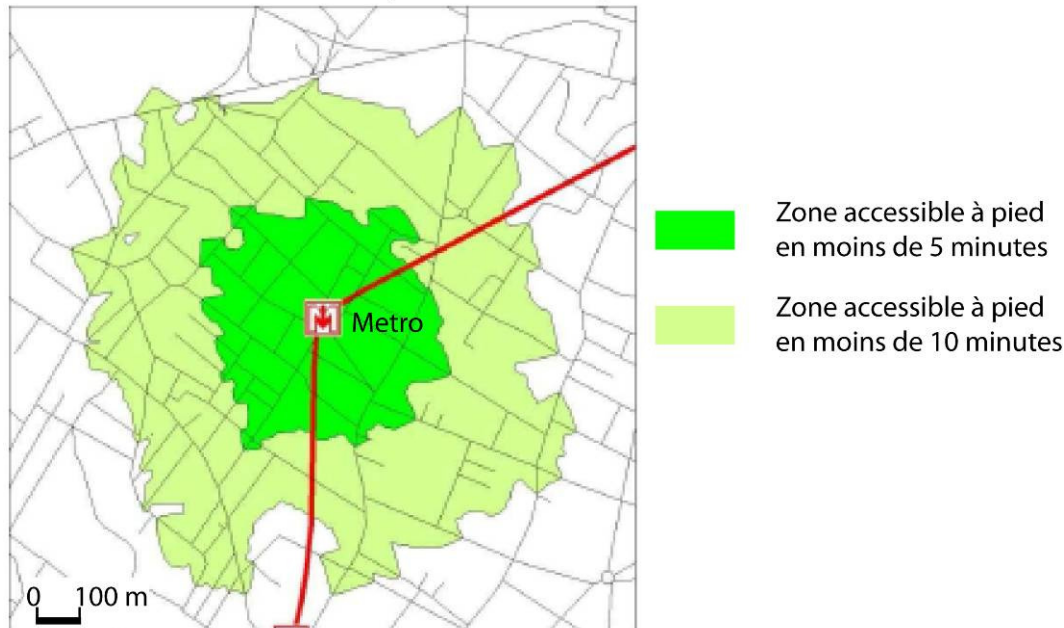 M
Metro
0 100 m
Zone accessible à pied
en moins de 5 minutes
Zone accessible à pied
en moins de 10 minutes